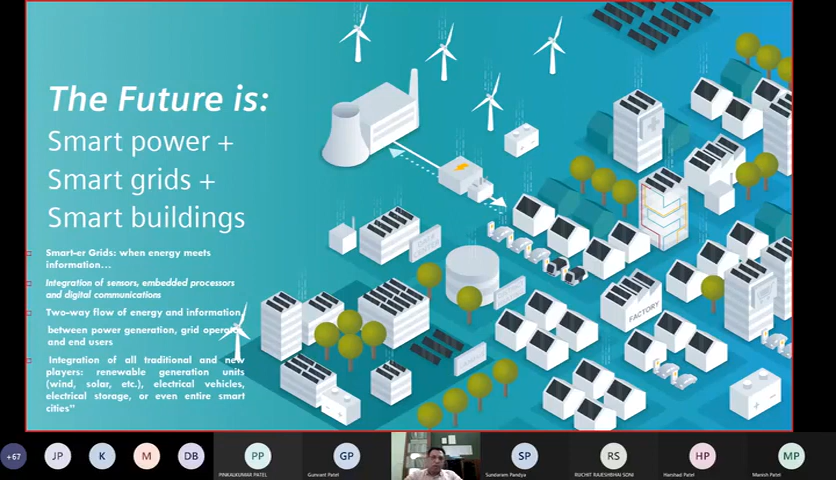 The Future is:
Smart power +
Smart grids +
Smart buildings
Smart-er Grids: when energy meets
information...
Integration of sensors, embedded processors
and digital communications
Two-way flow of energy and information,
between power generation, grid operator
and end users
Integration of all traditional and new
players: renewable generation units
(wind, solar, etc.), electrical vehicles,
electrical storage, or even entire smart
cities"
FACTORY
+67
JP
K
M
DB
PP
PINKALKUMAR PATEL
GP
Gunvant Patel
SP
Sundaram Pandya
RS
RUCHIT RAJESHBHAI SONI
HP
Harshad Patel
MP
Manish Patel